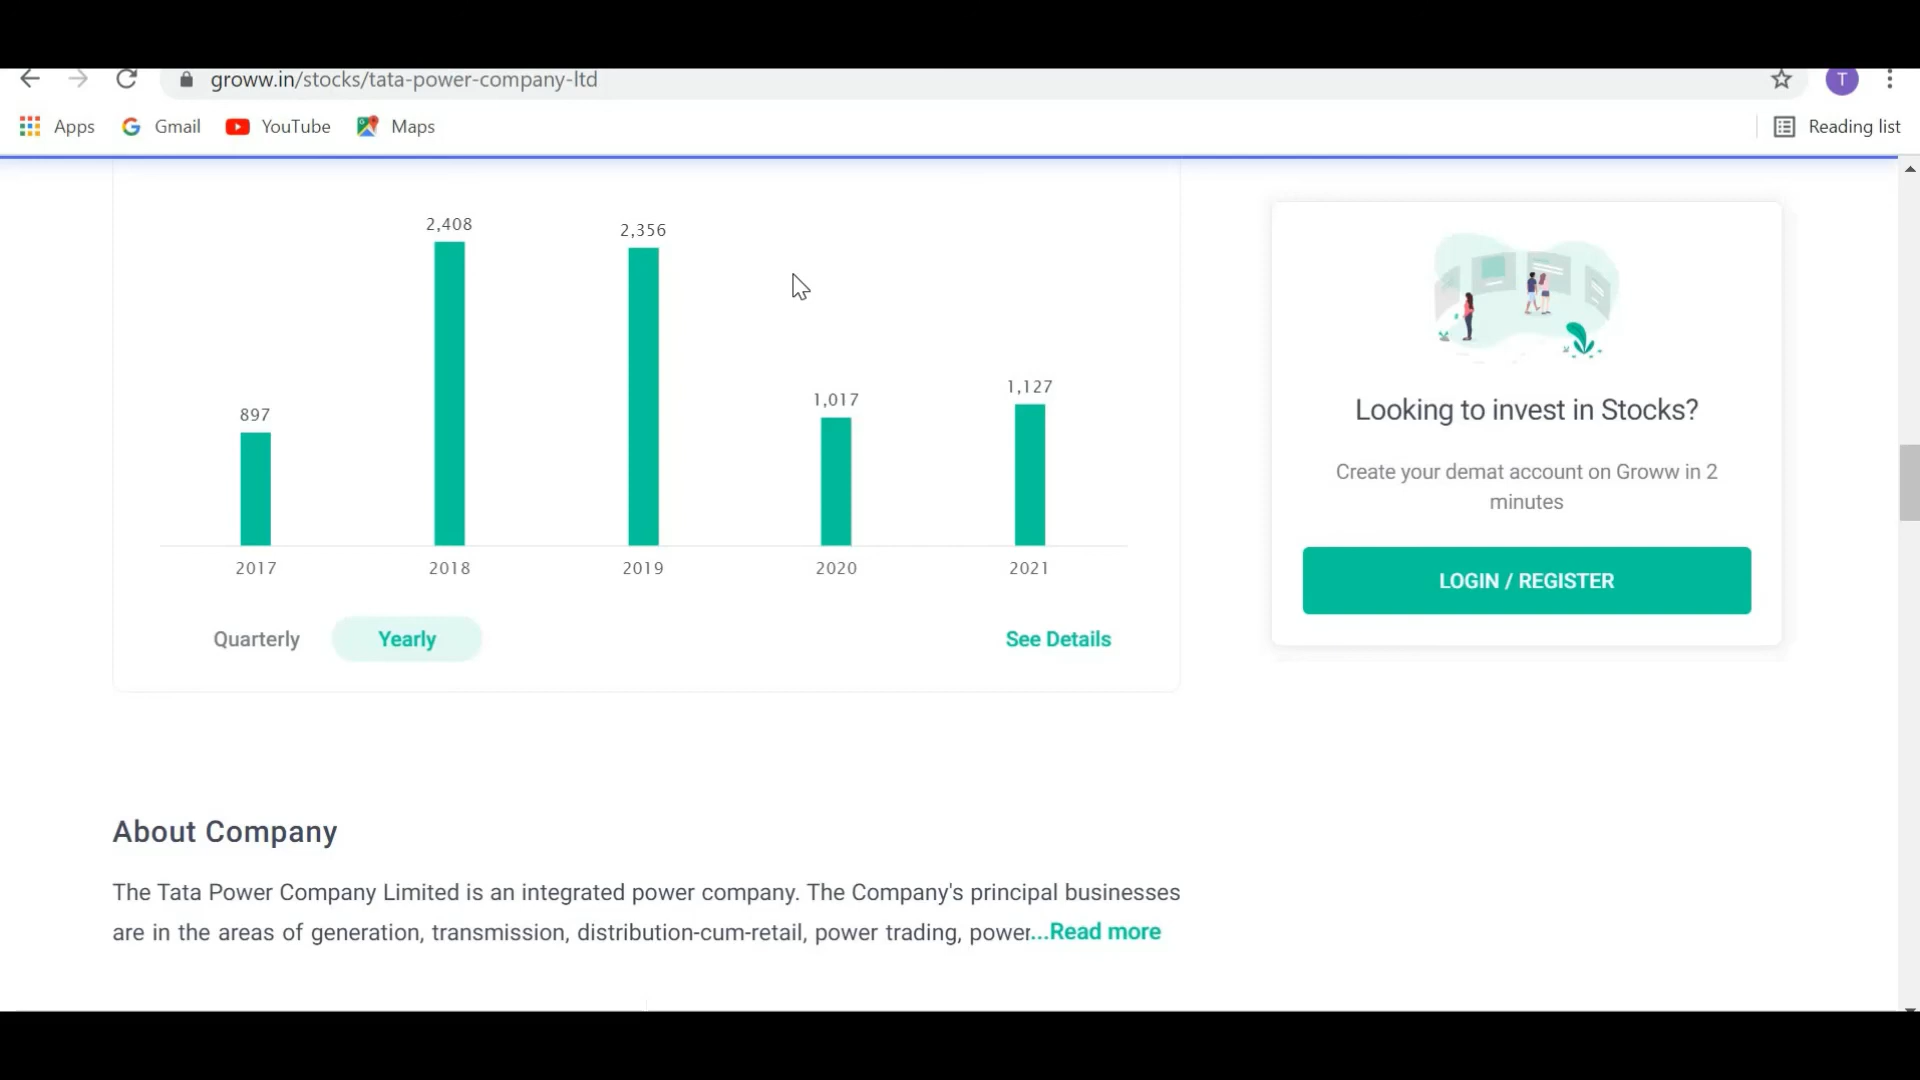 groww.in/stocks/tata-power-company-ltd
T
Apps Gmail YouTube Maps Reading list
2,408
2,356
1,127
1,017
897
2017 2018 2019 2020 2021
Quarterly Yearly See Details
Looking to invest in Stocks?
Create your demat account on Groww in 2
minutes
LOGIN / REGISTER
About Company
The Tata Power Company Limited is an integrated power company. The Company's principal businesses
are in the areas of generation, transmission, distribution-cum-retail, power trading, power...Read more